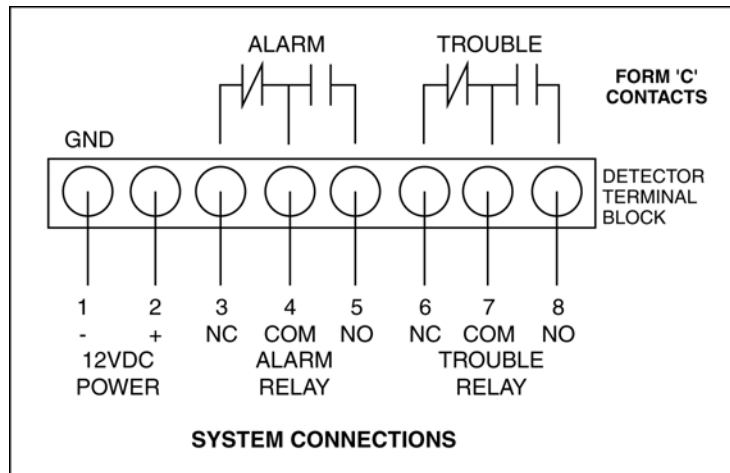 ALARM TROUBLE
FORM 'C'
CONTACTS
GND
DETECTOR
TERMINAL
BLOCK
1 2 3 4 5 6 7 8
- + NC COM NO NC COM NO
12VDC ALARM TROUBLE
POWER RELAY RELAY
SYSTEM CONNECTIONS